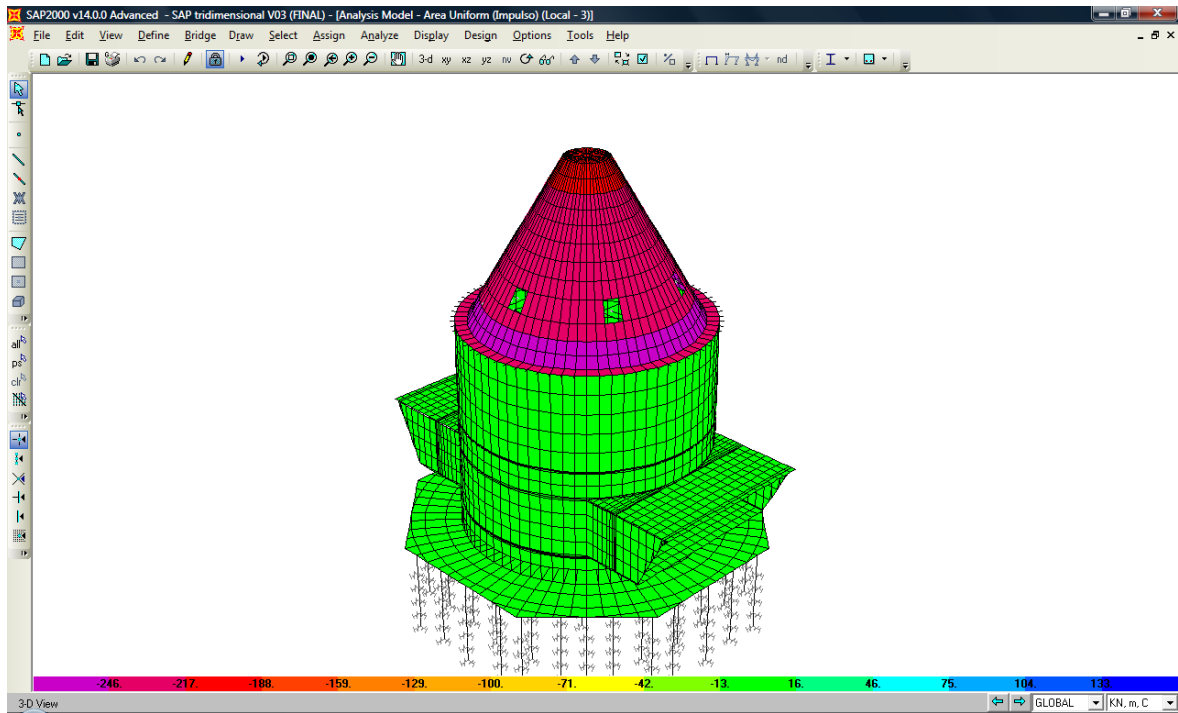 SAP2000 v14.0.0 Advanced - SAP tridimensional V03 (FINAL) - [Analysis Model - Area Uniform (Impulso) (Local - 3)]
File Edit View Define Bridge Draw Select Assign Analyze Display Design Options Tools Help
3-d xy xz yz nv nd
all
ps
clr
-246. -217. -188. -159. -129. -100. -71. -42. -13. 16. 46. 75. 104.
3-D View GLOBAL KN, m, C